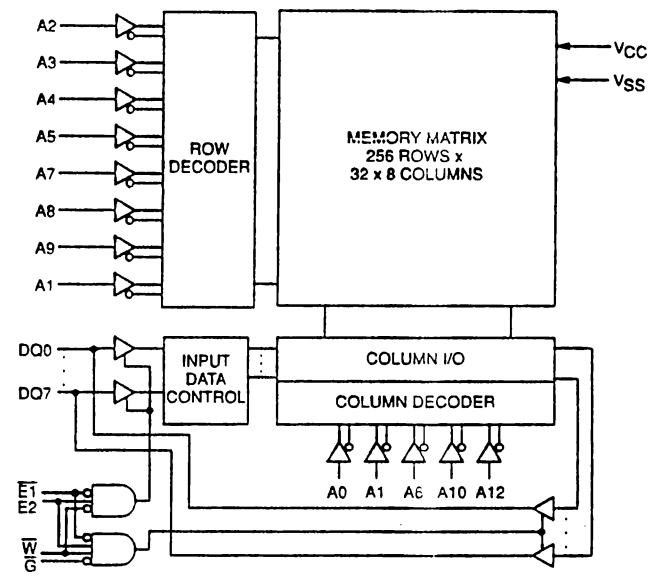 A2
A3
A4
A5
A7
A8
A9
A1
ROW
DECODER
MEMORY MATRIX
256 ROWS x
32 x 8 COLUMNS
VCC
VSS
DQ0
DQ7
INPUT
DATA
CONTROL
COLUMN I/O
COLUMN DECODER
A0 A1 A6 A10 A12
E1
E2
W
G